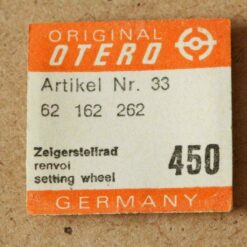 ORIGINAL
OTERO
Artikel Nr. 33
62 162 262
Zeigerstellrad
renvoi
setting wheel
450
GERMANY